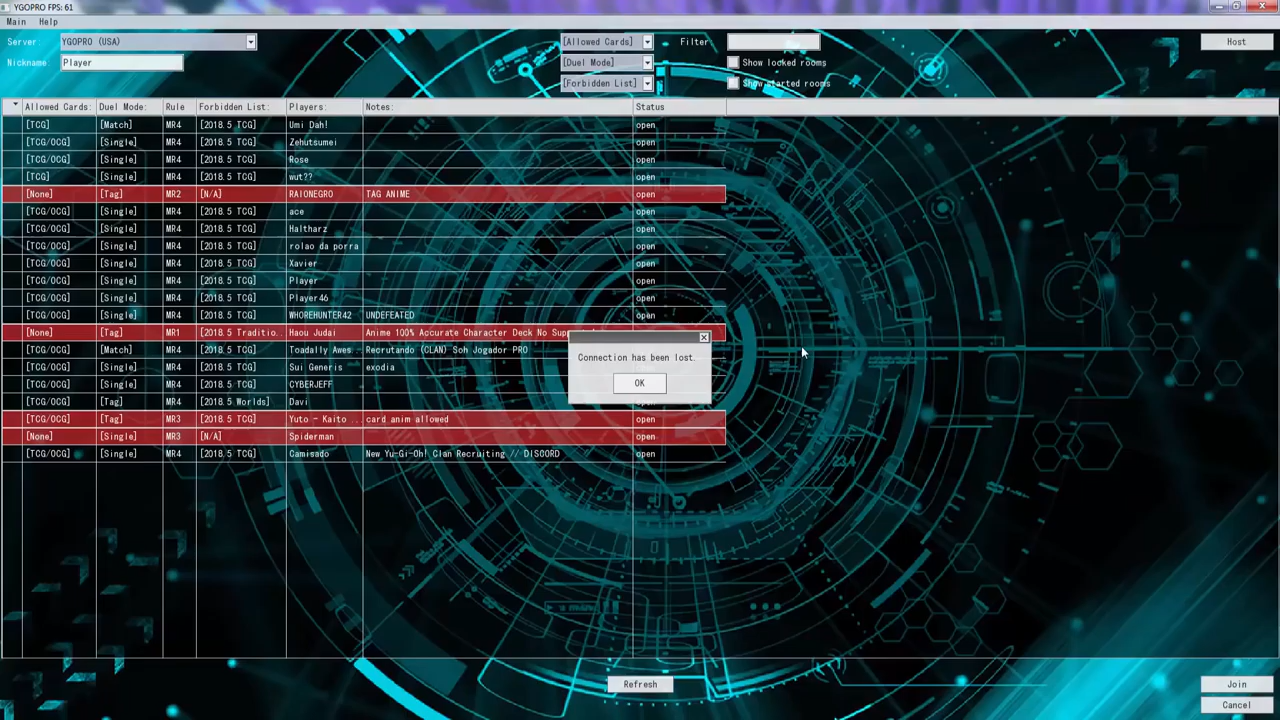 YGOPRO FPS: 61
Main Help
Server: YGOPRO (USA) [Allowed Cards] Filter Host
Nickname: Player [Duel Mode] Show locked rooms
[Forbidden List] Show started rooms
Allowed Cards: Duel Mode: Rule Forbidden List: Players: Notes: Status
[TCG] [Match] MR4 [2018.5 TCG] Umi Dah! open
[TCG/OCG] [Single] MR4 [2018.5 TCG] Zehutsumei open
[TCG/OCG] [Single] MR4 [2018.5 TCG] Rose open
[TCG] [Single] MR4 [2018.5 TCG] wut?? open
[None] [Tag] MR2 [N/A] RAIONEGRO TAG ANIME open
[TCG/OCG] [Single] MR4 [2018.5 TCG] ace open
[TCG/OCG] [Single] MR4 [2018.5 TCG] Haltharz open
[TCG/OCG] [Single] MR4 [2018.5 TCG] rolao da porra open
[TCG/OCG] [Single] MR4 [2018.5 TCG] Xavier open
[TCG/OCG] [Single] MR4 [2018.5 TCG] Player open
[TCG/OCG] [Single] MR4 [2018.5 TCG] Player46 open
[TCG/OCG] [Single] MR4 [2018.5 TCG] WHOREHUNTER42 UNDEFEATED open
[None] [Tag] MR1 [2018.5 Traditio.. Haou Judai Anime 100% Accurate Character Deck No
[TCG/OCG] [Match] MR4 [2018.5 TCG] Toadally Awes.. Recrutando (CLAN) Soh Jogador PRO
[TCG/OCG] [Single] MR4 [2018.5 TCG] Sui Generis exodia
[TCG/OCG] [Single] MR4 [2018.5 TCG] CYBERJEFF
[TCG/OCG] [Tag] MR4 [2018.5 Worlds] Davi open
[TCG/OCG] [Tag] MR3 [2018.5 TCG] Yuto - Kaito ... card anim allowed open
[None] [Single] MR3 [N/A] Spiderman open
[TCG/OCG] [Single] MR4 [2018.5 TCG] Camisado New Yu-Gi-Oh! Clan Recruiting // DISCORD open
Connection has been lost.
OK
Refresh
Join
Cancel